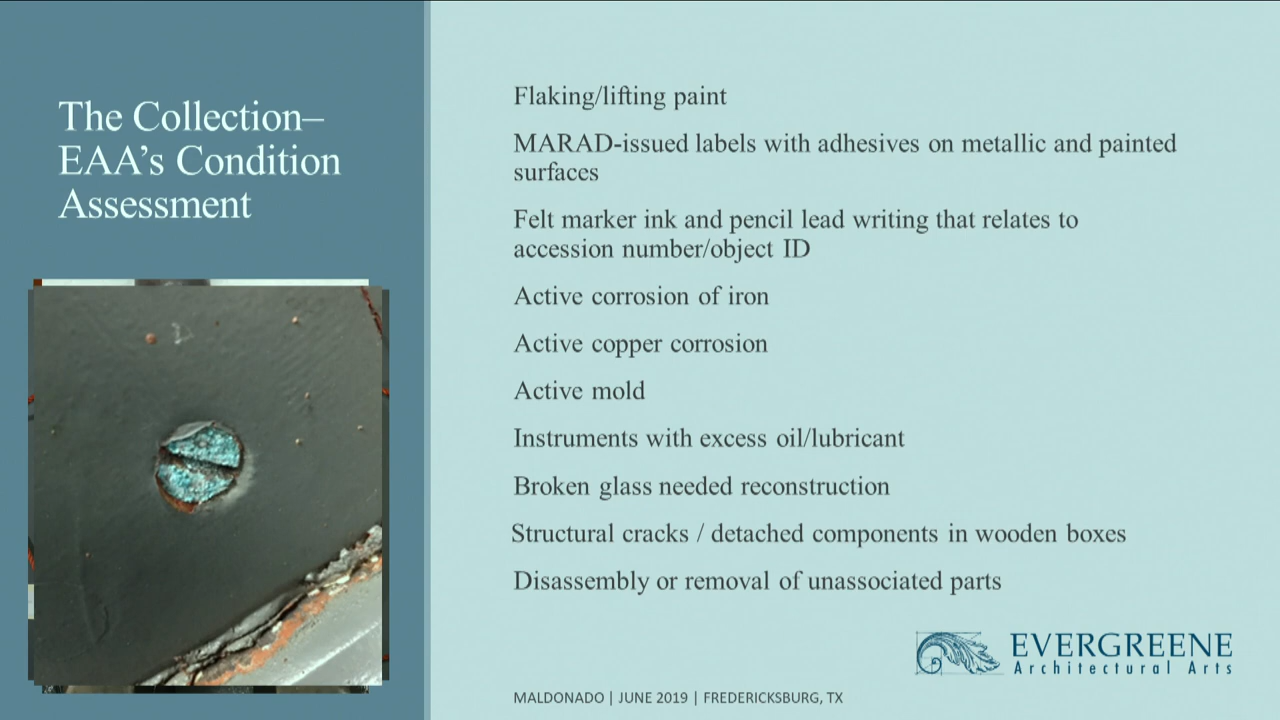 The Collection–
EAA’s Condition
Assessment
Flaking/lifting paint
MARAD-issued labels with adhesives on metallic and painted
surfaces
Felt marker ink and pencil lead writing that relates to
accession number/object ID
Active corrosion of iron
Active copper corrosion
Active mold
Instruments with excess oil/lubricant
Broken glass needed reconstruction
Structural cracks / detached components in wooden boxes
Disassembly or removal of unassociated parts
EVERGREENE
Architectural Arts
MALDONADO | JUNE 2019 | FREDERICKSBURG, TX